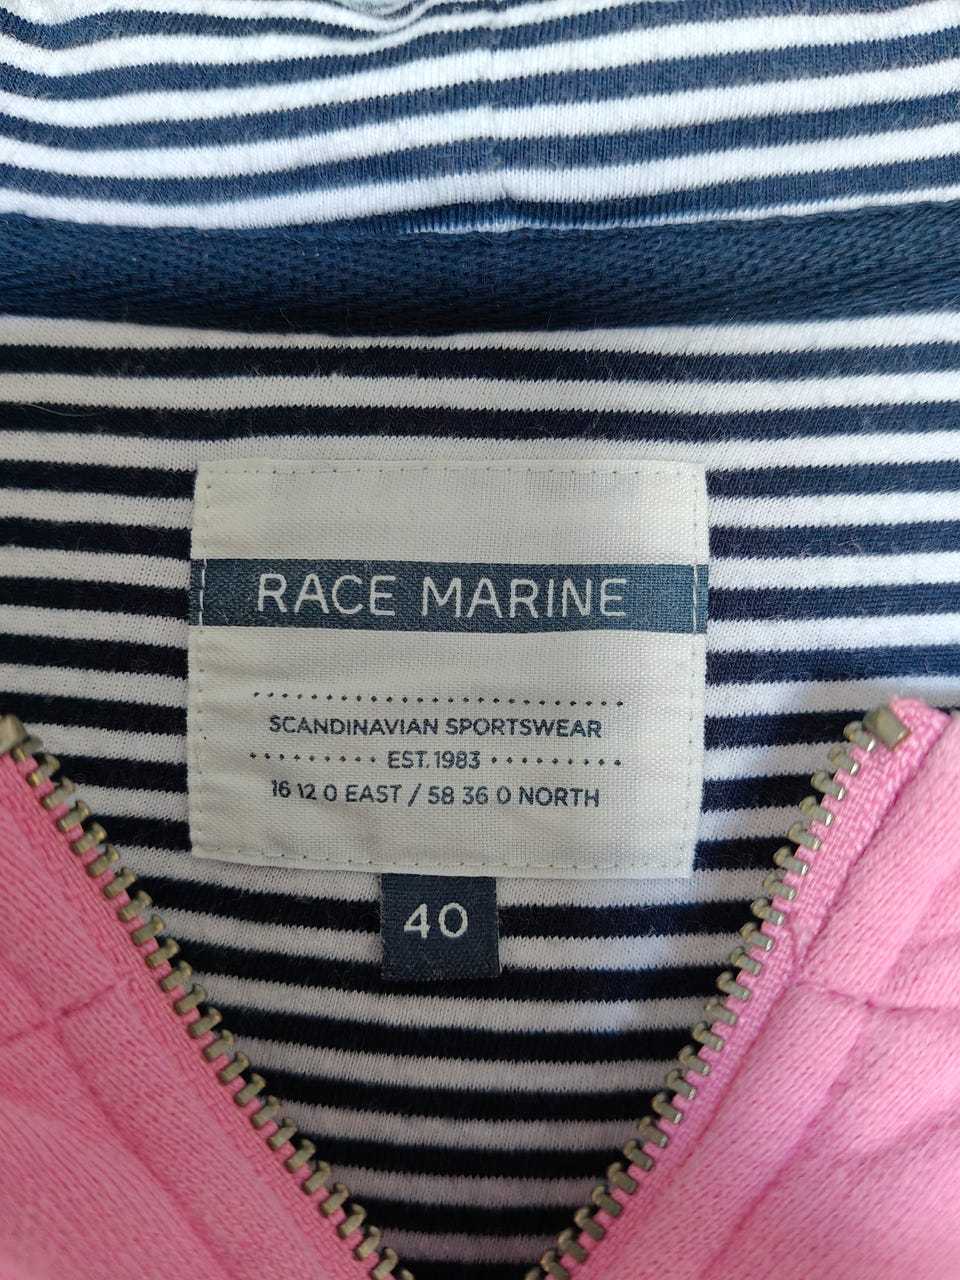 RACE MARINE
SCANDINAVIAN SPORTSWEAR
EST.1983
16 12 0 EAST / 58 36 0 NORTH
40